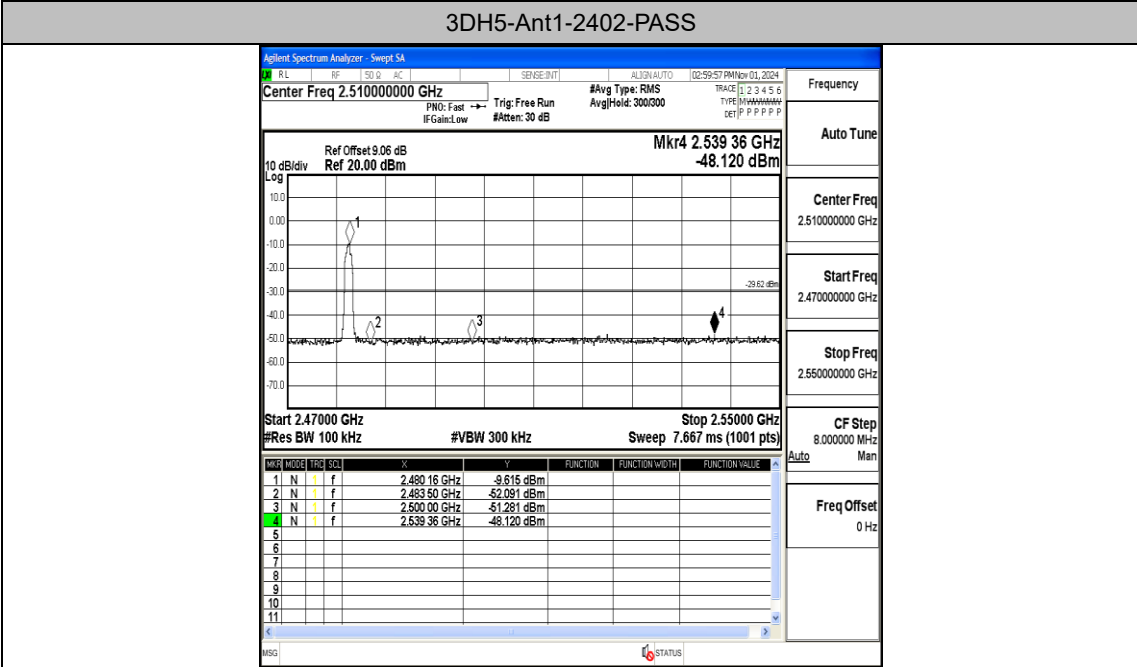 3DH5-Ant1-2402-PASS
Agilent Spectrum Analyzer - Swept SA
RL RF 50 Ω AC SENSE:INT ALIGN AUTO 02:59:57 PM Nov 01, 2024
Center Freq 2.510000000 GHz #Avg Type: RMS TRACE 1 2 3 4 5 6
PNO: Fast Trig: Free Run Avg|Hold: 300/300 TYPE
IFGain:Low #Atten: 30 dB DET P P P P P P
Mkr4 2.539 36 GHz
Ref Offset 9.06 dB -48.120 dBm
10 dB/div Ref 20.00 dBm
Log
10.0
0.00
1
-10.0
-20.0
-29.62 dBm
-30.0
-40.0
2 3 4
-50.0
-60.0
-70.0
Start 2.47000 GHz Stop 2.55000 GHz
#Res BW 100 kHz #VBW 300 kHz Sweep 7.667 ms (1001 pts)
MKR MODE TRC SCL X Y FUNCTION FUNCTION WIDTH FUNCTION VALUE
1 N 1 f 2.480 16 GHz -9.615 dBm
2 N 1 f 2.483 50 GHz -52.091 dBm
3 N 1 f 2.500 00 GHz -51.281 dBm
4 N 1 f 2.539 36 GHz -48.120 dBm
5
6
7
8
9
10
11
MSG STATUS
Frequency
Auto Tune
Center Freq
2.510000000 GHz
Start Freq
2.470000000 GHz
Stop Freq
2.550000000 GHz
CF Step
8.000000 MHz
Auto Man
Freq Offset
0 Hz